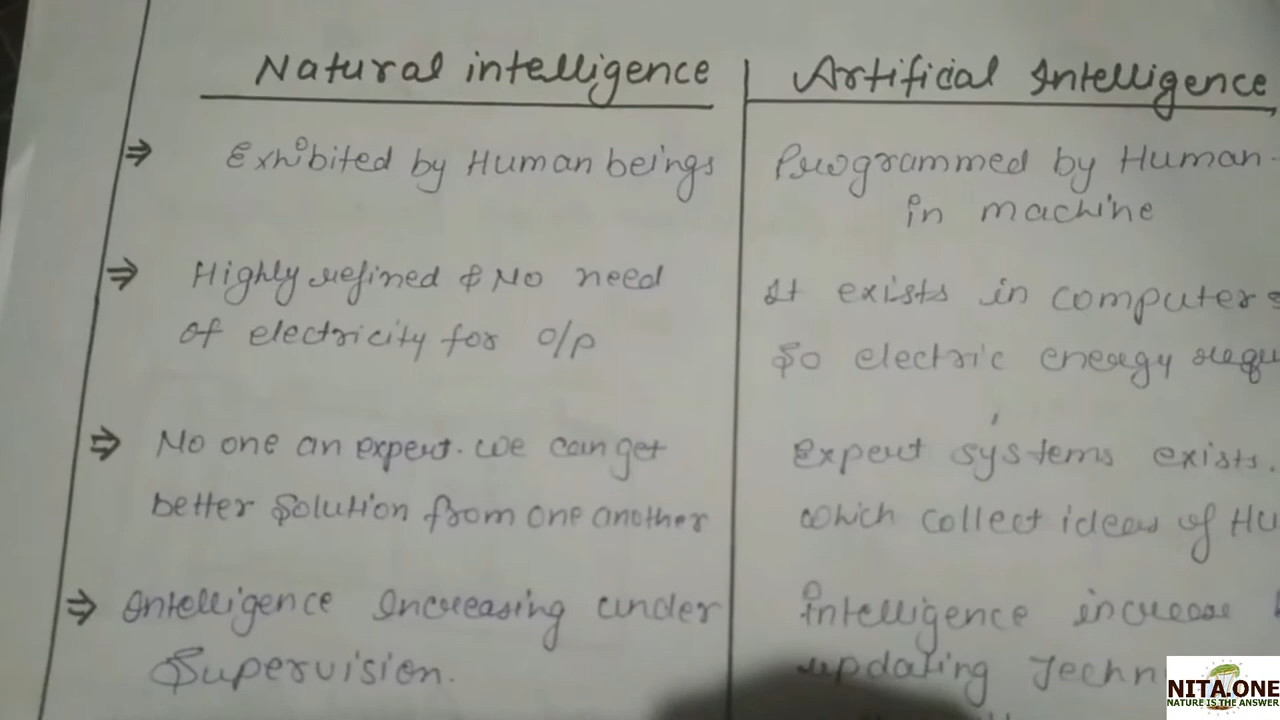 Natural intelligence
Artifical Intelligence
⇒ Exhibited by Human beings
Programmed by Human
in machine
⇒ Highly refined & No need
of electricity for o/p
It exists in computers
So electric energy
⇒ No one an expert. We can get
better Solution from one another
Expert systems exists.
which collect ideas of
⇒ Intelligence Increasing under
Supervision.
Intelligence increase
updating
NITA.ONE
NATURE IS THE ANSWER